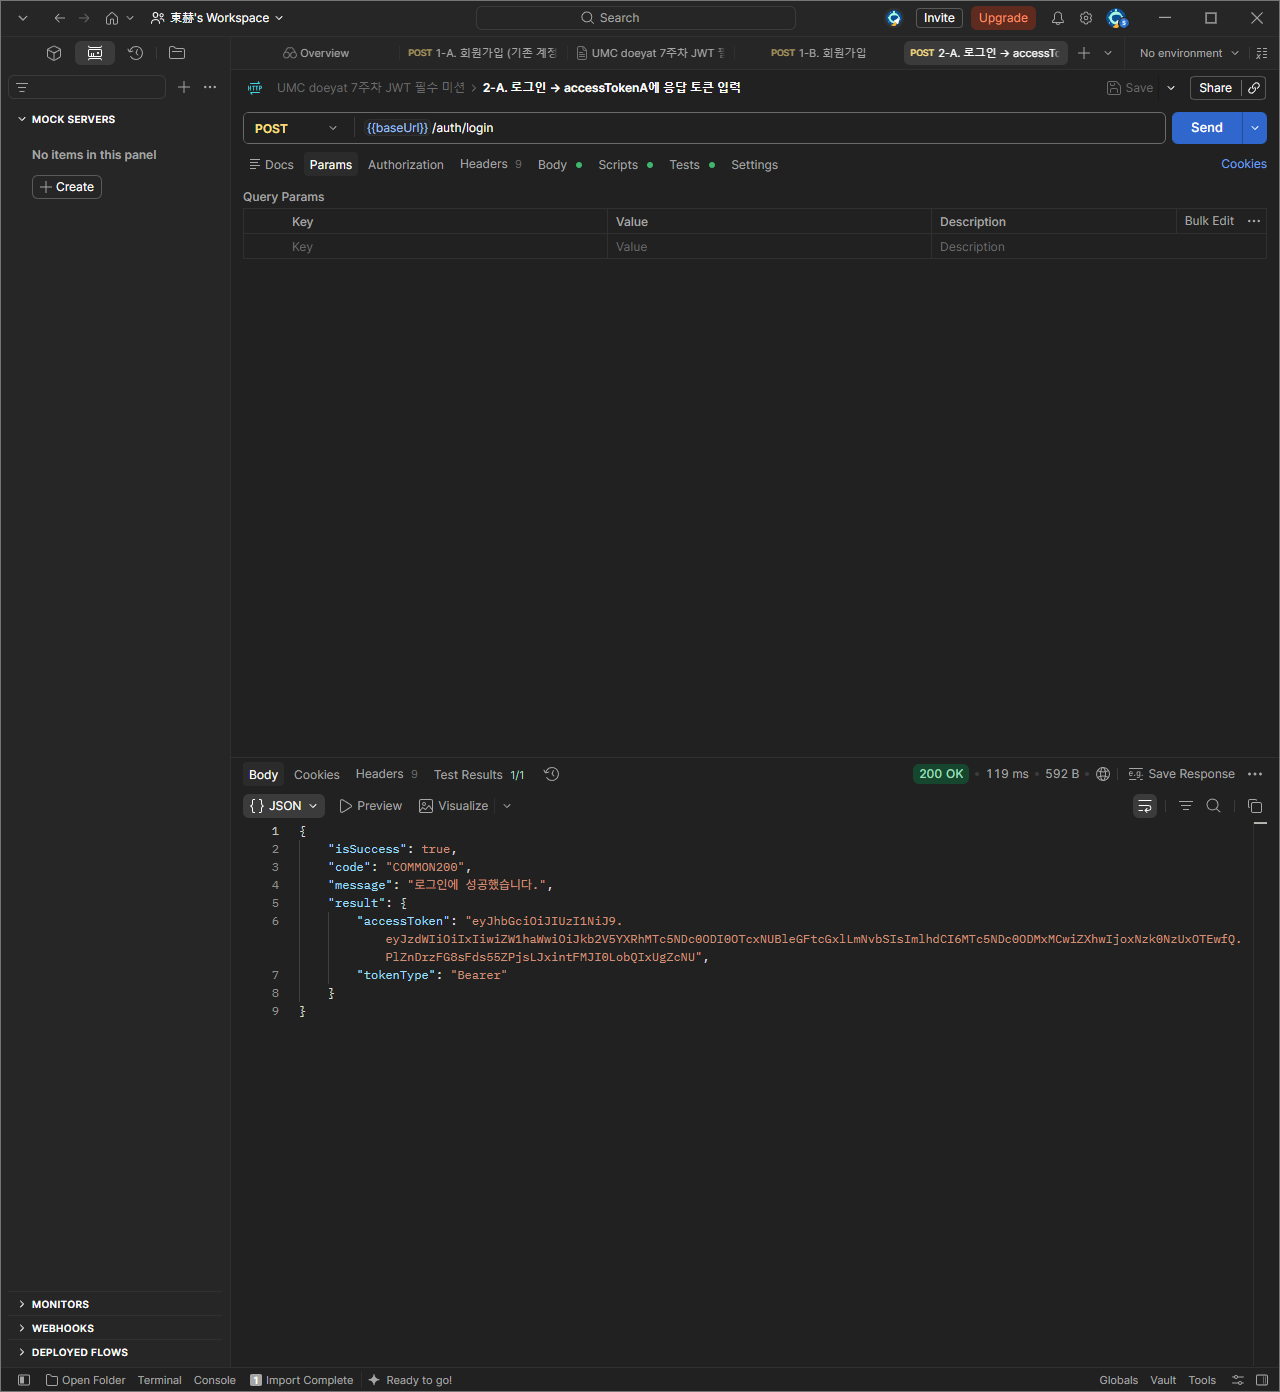 東赫's Workspace
Search
Invite
Upgrade
Overview
POST 1-A. 회원가입 (기존 계정
UMC doeyat 7주차 JWT 필
POST 1-B. 회원가입
POST 2-A. 로그인 → accessTo
No environment
UMC doeyat 7주차 JWT 필수 미션 > 2-A. 로그인 → accessTokenA에 응답 토큰 입력
Save
Share
POST
{{baseUrl}} /auth/login
Send
Docs
Params
Authorization
Headers 9
Body
Scripts
Tests
Settings
Cookies
MOCK SERVERS
No items in this panel
Create
Query Params
Key Value Description Bulk Edit
Key Value Description
Body
Cookies
Headers 9
Test Results 1/1
200 OK
119 ms
592 B
e.g. Save Response
{} JSON
Preview
Visualize
1 {
2 "isSuccess": true,
3 "code": "COMMON200",
4 "message": "로그인에 성공했습니다.",
5 "result": {
6 "accessToken": "eyJhbGciOiJIUzI1NiJ9.
eyJzdWIiOiIxIiwiZW1haWwiOiJkb2V5YXRhMTc5NDc0ODI0OTcxNUBleGFtcGxlLmNvbSIsImlhdCI6MTc5NDc0ODMxMCwiZXhwIjoxNzk0NzUxOTEwfQ.
PlZnDrzFG8sFds55ZPjsLJxintFMJI0LobQIxUgZcNU",
7 "tokenType": "Bearer"
8 }
9 }
MONITORS
WEBHOOKS
DEPLOYED FLOWS
Open Folder
Terminal
Console
1 Import Complete
Ready to go!
Globals
Vault
Tools